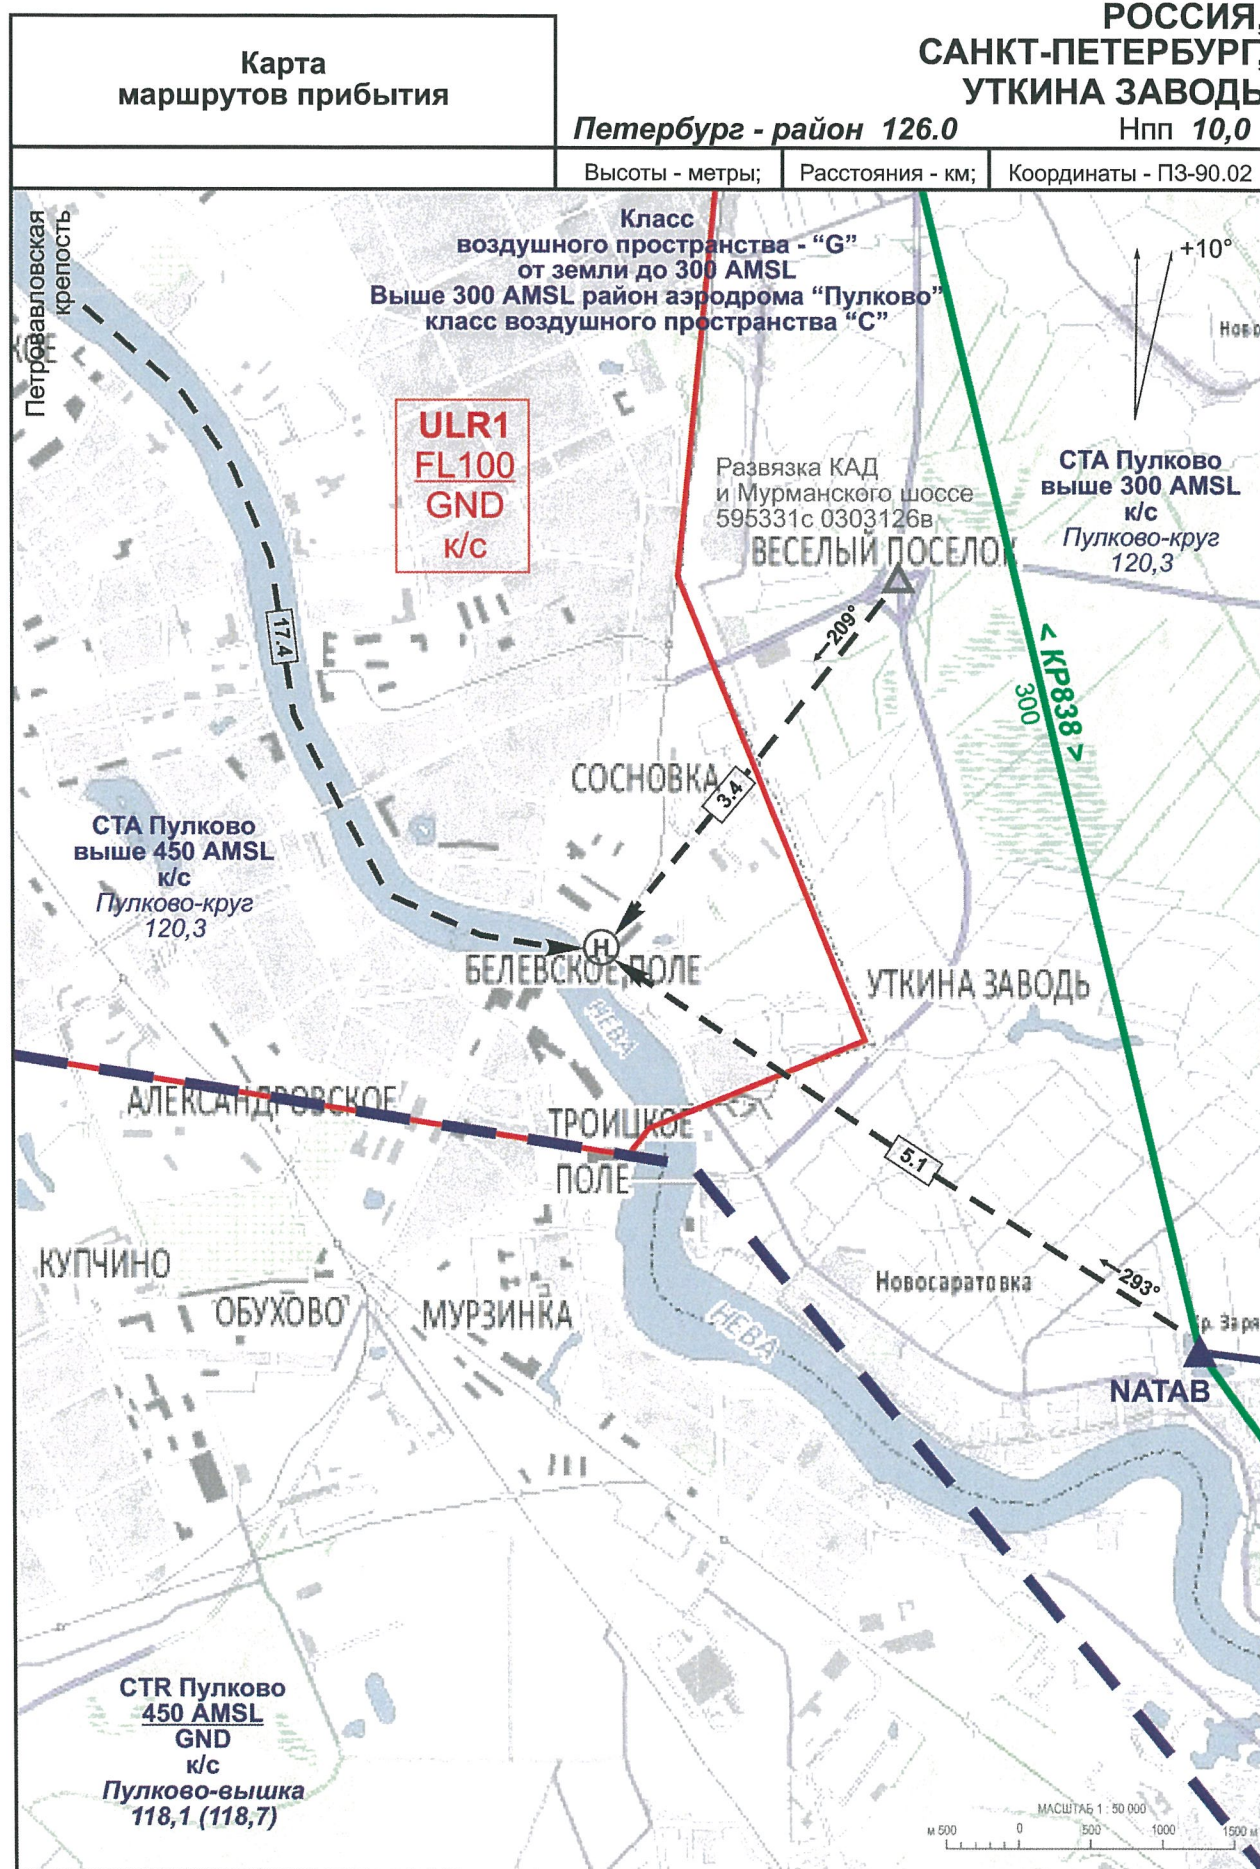 РОССИЯ,
САНКТ-ПЕТЕРБУРГ,
УТКИНА ЗАВОДЬ
Карта
маршрутов прибытия
Петербург - район 126.0
Нпп 10,0
Высоты - метры;
Расстояния - км;
Координаты - ПЗ-90.02
Петровавловская
крепость
Класс
воздушного пространства - “G”
от земли до 300 AMSL
Выше 300 AMSL район аэродрома “Пулково”
класс воздушного пространства “С”
+10°
ULR1
FL100
GND
к/с
Развязка КАД
и Мурманского шоссе
595331с 0303126в
ВЕСЕЛЫЙ ПОСЕЛОК
СТА Пулково
выше 300 AMSL
к/с
Пулково-круг
120,3
209°
17.4
< КР838 >
300
СОСНОВКА
3.4
СТА Пулково
выше 450 AMSL
к/с
Пулково-круг
120,3
Н
БЕЛЕВСКОЕ ПОЛЕ
УТКИНА ЗАВОДЬ
НЕВА
АЛЕКСАНДРОВСКОЕ
ТРОИЦКОЕ
ПОЛЕ
5.1
КУПЧИНО
ОБУХОВО
МУРЗИНКА
Новосаратовка
293°
НЕВА
NATAB
CTR Пулково
450 AMSL
GND
к/с
Пулково-вышка
118,1 (118,7)
МАСШТАБ 1 : 50 000
м 500 0 500 1000 1500 м